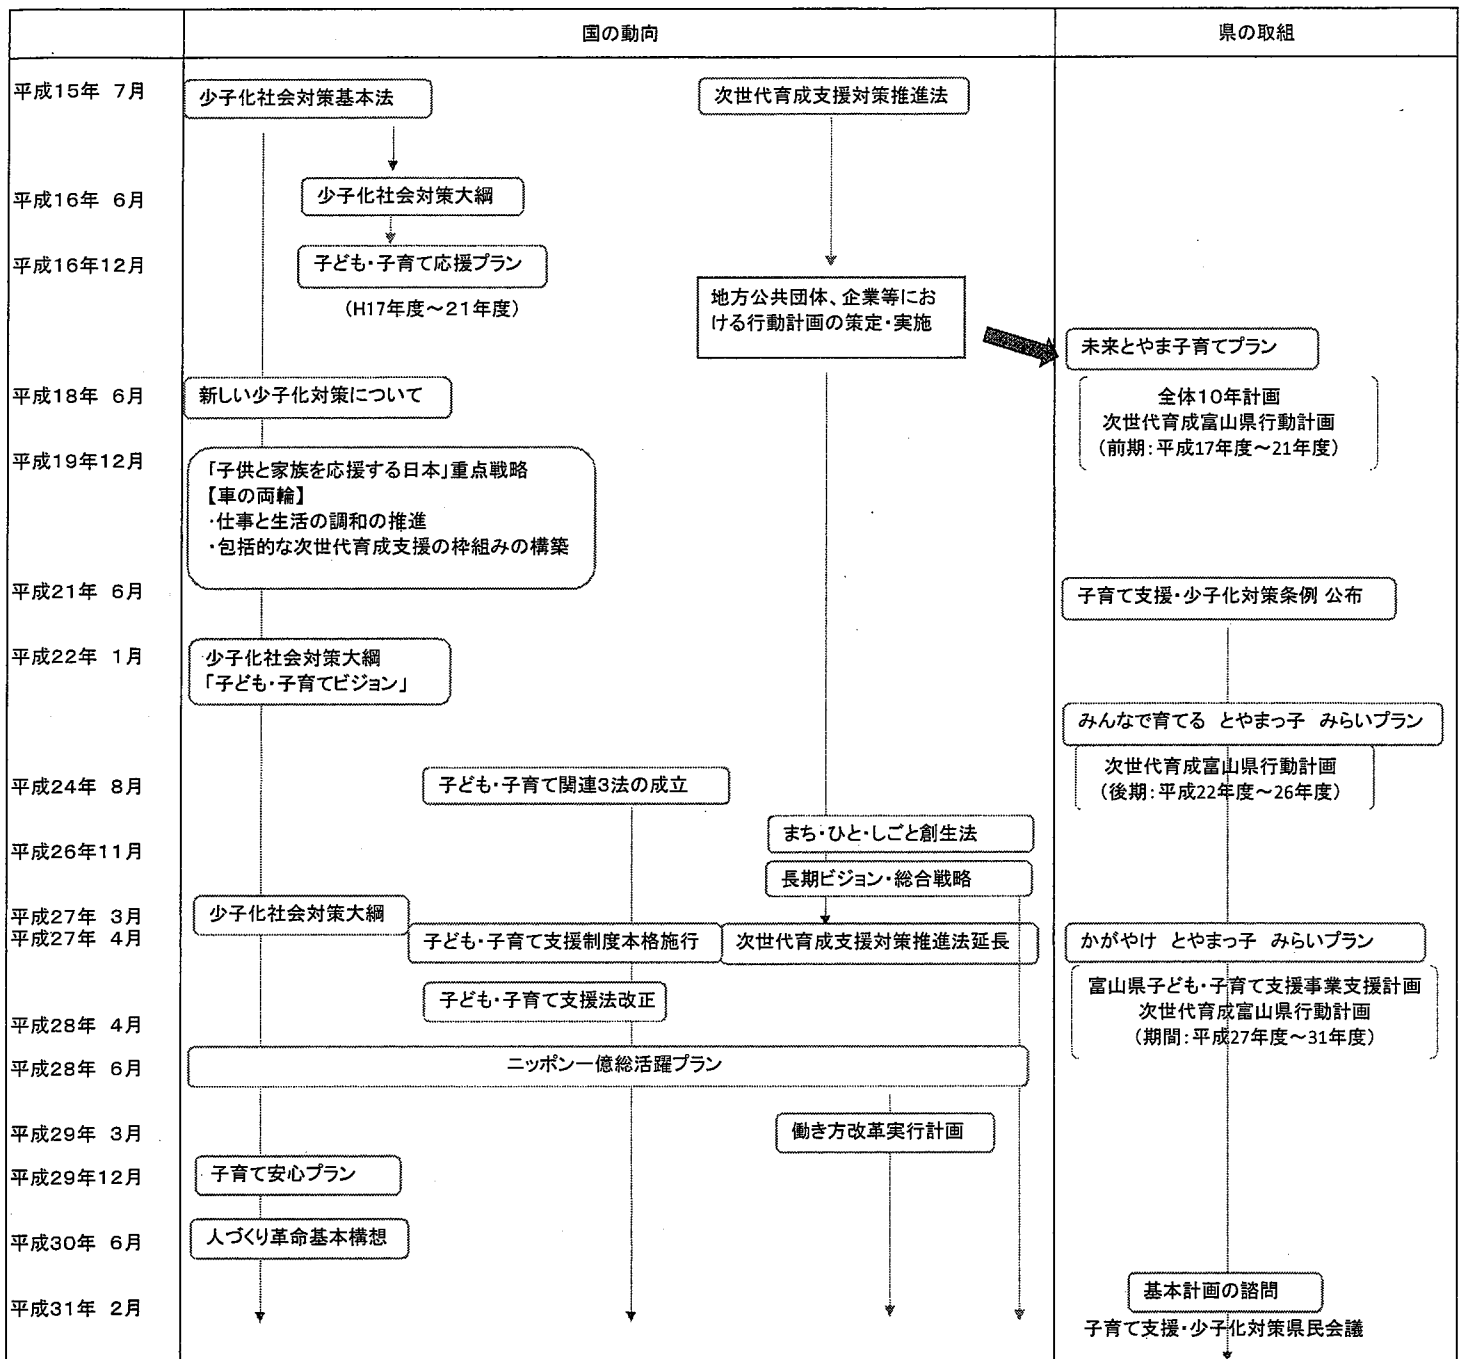 国の動向
県の取組
平成15年 7月
少子化社会対策基本法
次世代育成支援対策推進法
平成16年 6月
少子化社会対策大綱
平成16年12月
子ども・子育て応援プラン
(H17年度～21年度)
地方公共団体、企業等にお
ける行動計画の策定・実施
未来とやま子育てプラン
全体10年計画
次世代育成富山県行動計画
(前期:平成17年度～21年度)
平成18年 6月
新しい少子化対策について
平成19年12月
「子供と家族を応援する日本」重点戦略
【車の両輪】
・仕事と生活の調和の推進
・包括的な次世代育成支援の枠組みの構築
平成21年 6月
子育て支援・少子化対策条例 公布
平成22年 1月
少子化社会対策大綱
「子ども・子育てビジョン」
みんなで育てる とやまっ子 みらいプラン
次世代育成富山県行動計画
(後期:平成22年度～26年度)
平成24年 8月
子ども・子育て関連3法の成立
まち・ひと・しごと創生法
平成26年11月
長期ビジョン・総合戦略
平成27年 3月
少子化社会対策大綱
平成27年 4月
子ども・子育て支援制度本格施行
次世代育成支援対策推進法延長
かがやけ とやまっ子 みらいプラン
富山県子ども・子育て支援事業支援計画
次世代育成富山県行動計画
(期間:平成27年度～31年度)
子ども・子育て支援法改正
平成28年 4月
平成28年 6月
ニッポン一億総活躍プラン
平成29年 3月
働き方改革実行計画
平成29年12月
子育て安心プラン
平成30年 6月
人づくり革命基本構想
平成31年 2月
基本計画の諮問
子育て支援・少子化対策県民会議